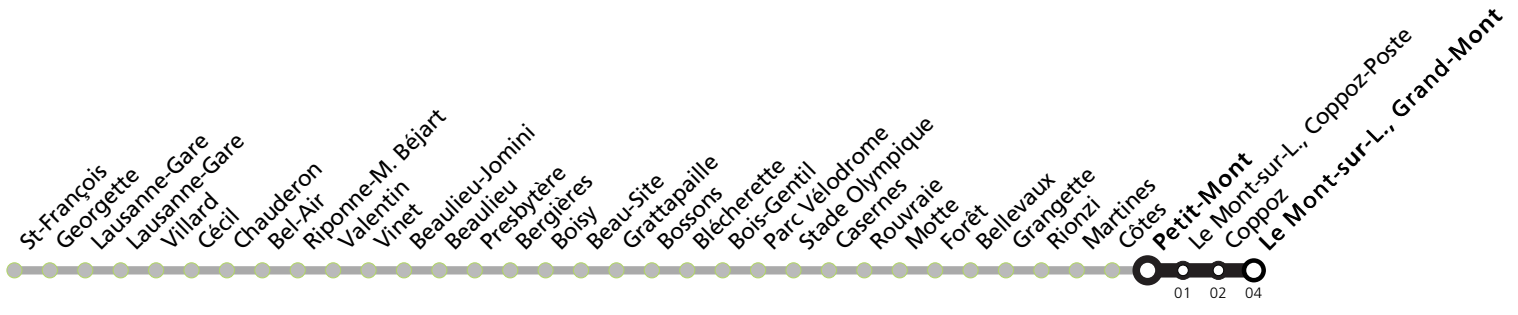 St-François
Georgette
Lausanne-Gare
Lausanne-Gare
Villard
Cécil
Chauderon
Bel-Air
Riponne-M. Béjart
Valentin
Vinet
Beaulieu-Jomini
Beaulieu
Presbytère
Bergières
Boisy
Beau-Site
Grattapaille
Bossons
Blécherette
Bois-Gentil
Parc Vélodrome
Stade Olympique
Casernes
Rouvraie
Motte
Forêt
Bellevaux
Grangette
Rionzi
Martines
Côtes
Petit-Mont
Le Mont-sur-L., Coppoz-Poste
Coppoz
Le Mont-sur-L., Grand-Mont
01 02 04